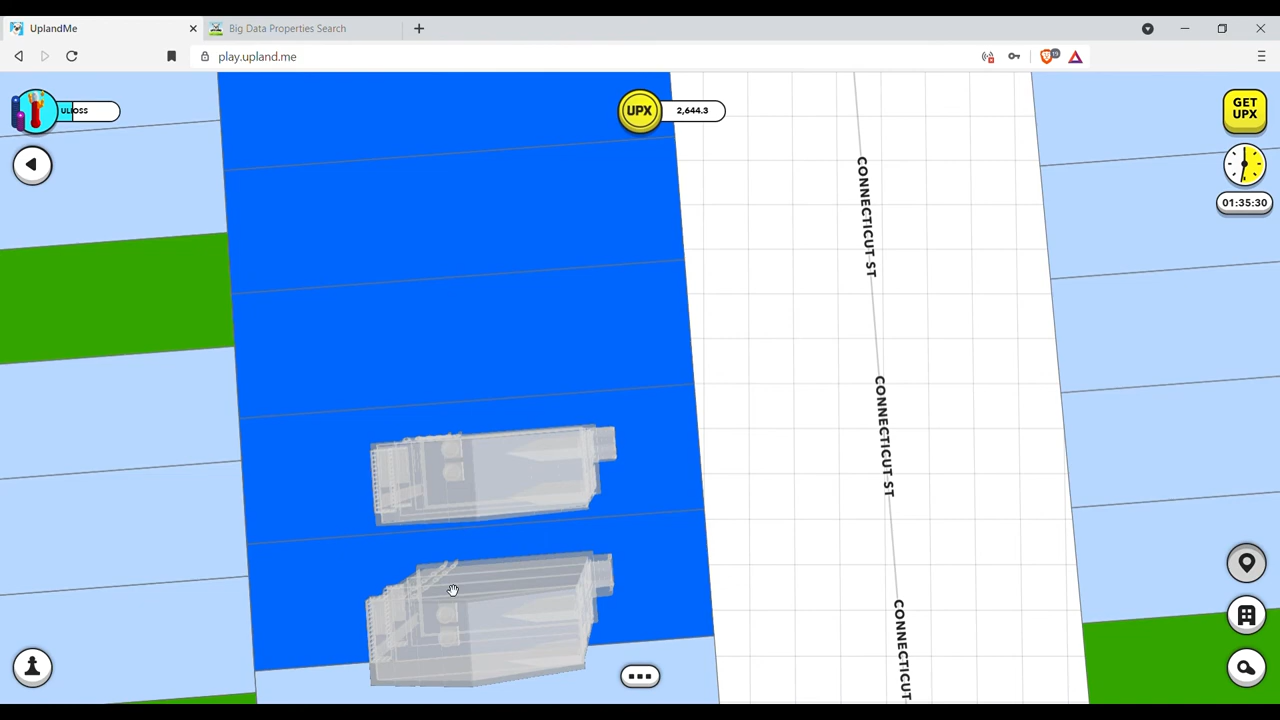 UplandMe
Big Data Properties Search
play.upland.me
19
UPX
2,644.3
GET
UPX
01:35:30
CONNECTICUT ST
CONNECTICUT ST
CONNECTICUT